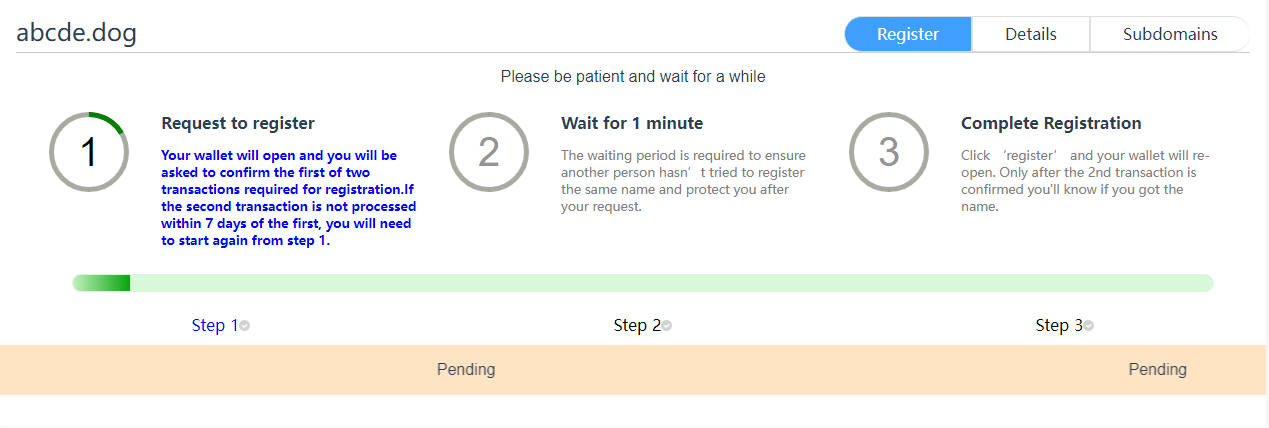 abcde.dog
Register
Details
Subdomains
Please be patient and wait for a while
1
Request to register
Your wallet will open and you will be
asked to confirm the first of two
transactions required for registration.If
the second transaction is not processed
within 7 days of the first, you will need
to start again from step 1.
2
Wait for 1 minute
The waiting period is required to ensure
another person hasn’t tried to register
the same name and protect you after
your request.
3
Complete Registration
Click ‘register’ and your wallet will re-
open. Only after the 2nd transaction is
confirmed you'll know if you got the
name.
Step 1
Step 2
Step 3
Pending
Pending